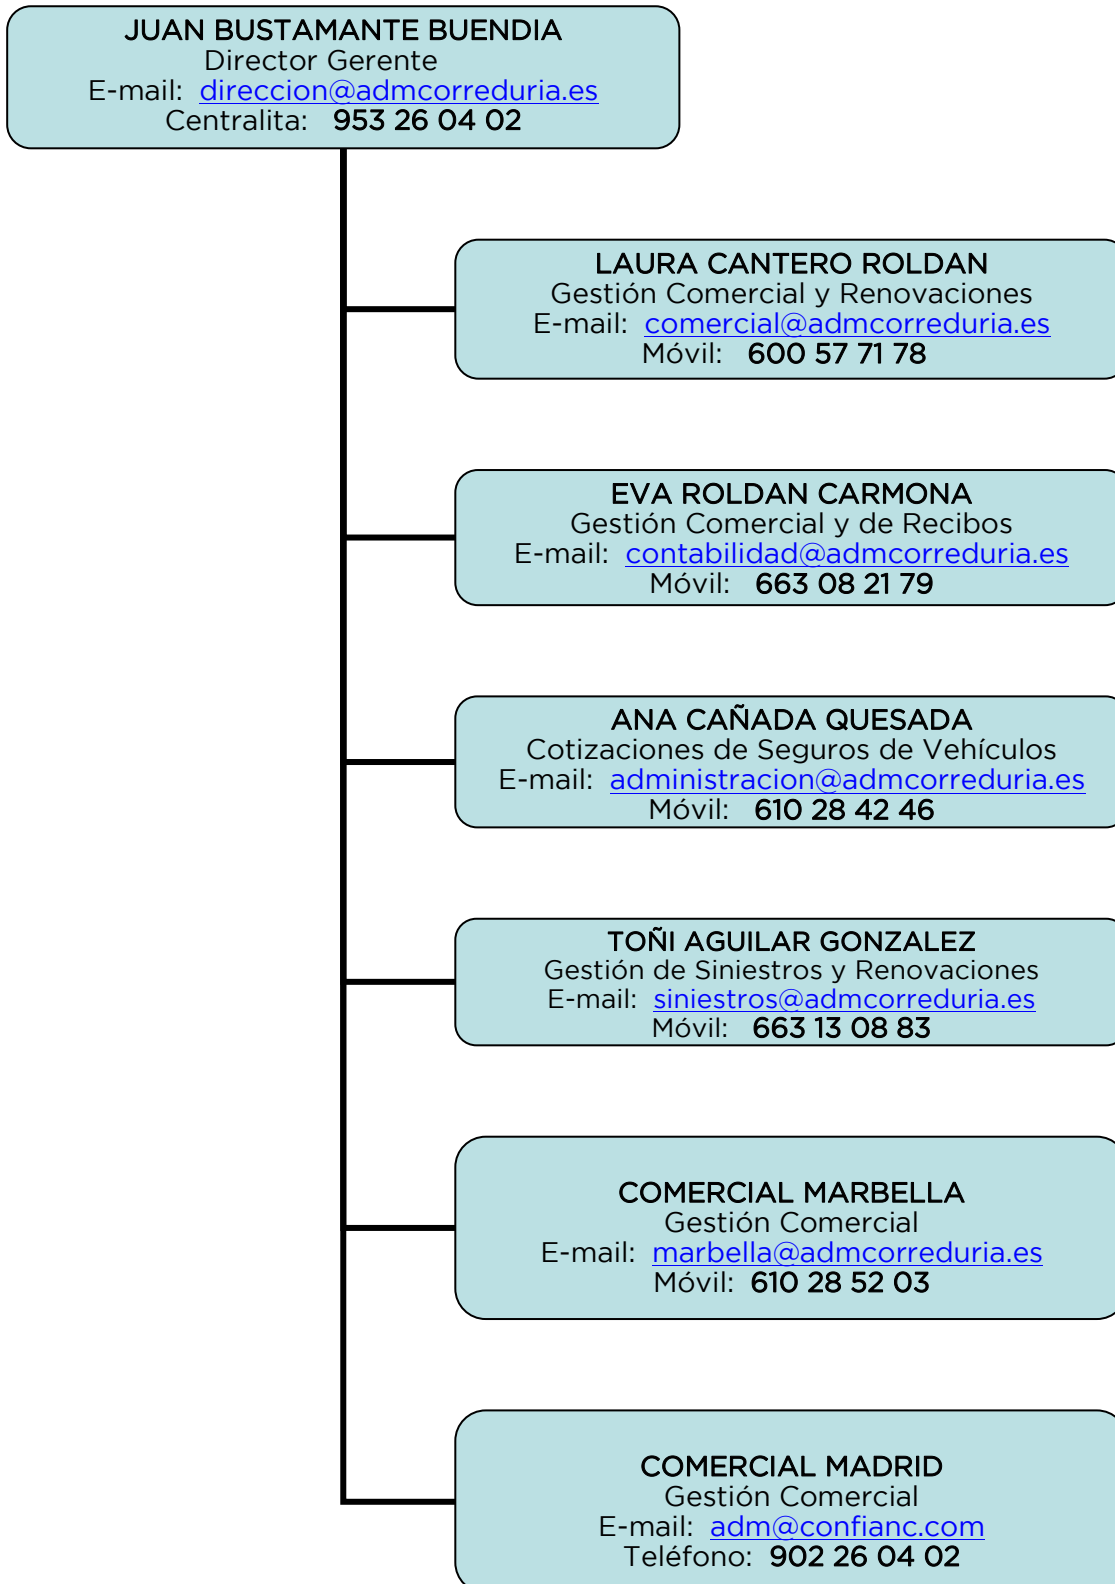 JUAN BUSTAMANTE BUENDIA
Director Gerente
E-mail: direccion@admcorreduria.es
Centralita: 953 26 04 02
LAURA CANTERO ROLDAN
Gestión Comercial y Renovaciones
E-mail: comercial@admcorreduria.es
Móvil: 600 57 71 78
EVA ROLDAN CARMONA
Gestión Comercial y de Recibos
E-mail: contabilidad@admcorreduria.es
Móvil: 663 08 21 79
ANA CAÑADA QUESADA
Cotizaciones de Seguros de Vehículos
E-mail: administracion@admcorreduria.es
Móvil: 610 28 42 46
TOÑI AGUILAR GONZALEZ
Gestión de Siniestros y Renovaciones
E-mail: siniestros@admcorreduria.es
Móvil: 663 13 08 83
COMERCIAL MARBELLA
Gestión Comercial
E-mail: marbella@admcorreduria.es
Móvil: 610 28 52 03
COMERCIAL MADRID
Gestión Comercial
E-mail: adm@confianc.com
Teléfono: 902 26 04 02